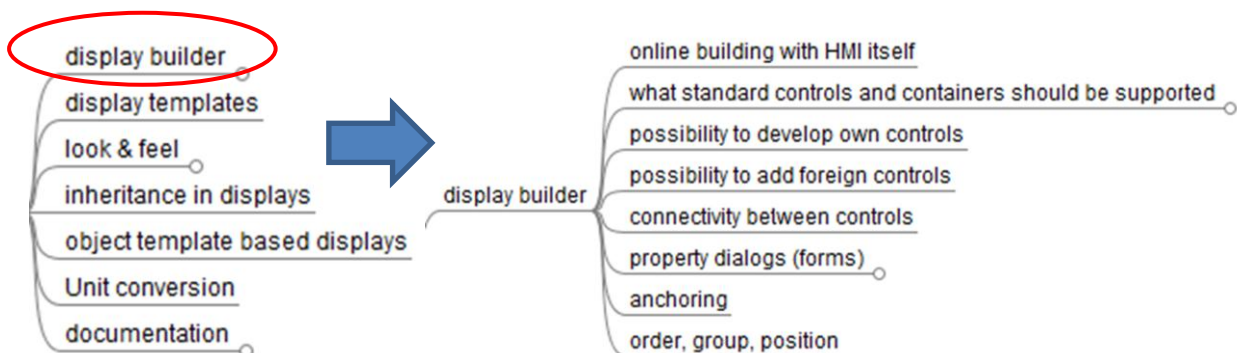 display builder
display templates
look & feel
inheritance in displays
object template based displays
Unit conversion
documentation
display builder
online building with HMI itself
what standard controls and containers should be supported
possibility to develop own controls
possibility to add foreign controls
connectivity between controls
property dialogs (forms)
anchoring
order, group, position